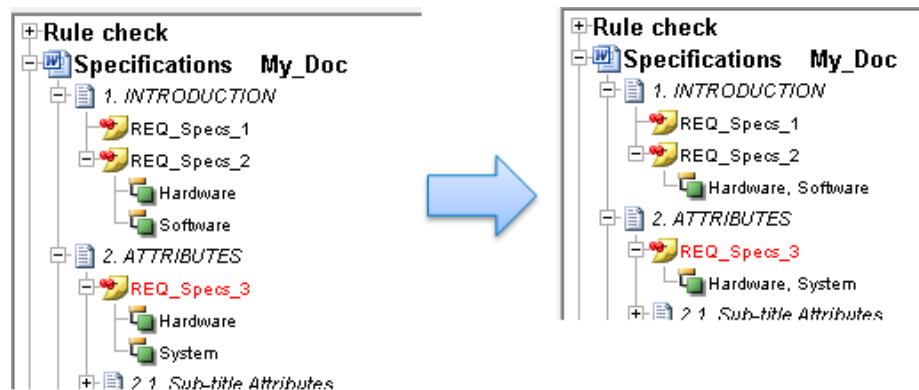 Rule check
Specifications My_Doc
1. INTRODUCTION
REQ_Specs_1
REQ_Specs_2
Hardware
Software
2. ATTRIBUTES
REQ_Specs_3
Hardware
System
2.1. Sub-title Attributes
Rule check
Specifications My_Doc
1. INTRODUCTION
REQ_Specs_1
REQ_Specs_2
Hardware, Software
2. ATTRIBUTES
REQ_Specs_3
Hardware, System
2.1. Sub-title Attributes